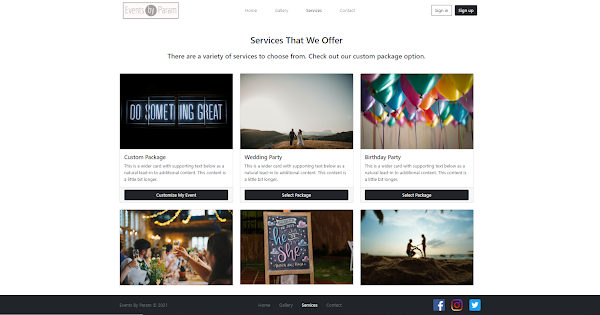 Events by Param
Home Gallery Services Contact
Sign in Sign up
Services That We Offer
There are a variety of services to choose from. Check out our custom package option.
DO SOMETHING GREAT
Custom Package
This is a wider card with supporting text below as a
natural lead-in to additional content. This content is
a little bit longer.
Customize My Event
Wedding Party
This is a wider card with supporting text below as a
natural lead-in to additional content. This content is
a little bit longer.
Select Package
Birthday Party
This is a wider card with supporting text below as a
natural lead-in to additional content. This content is
a little bit longer.
Select Package
he
or
She
Events By Param © 2021
Home Gallery Services Contact